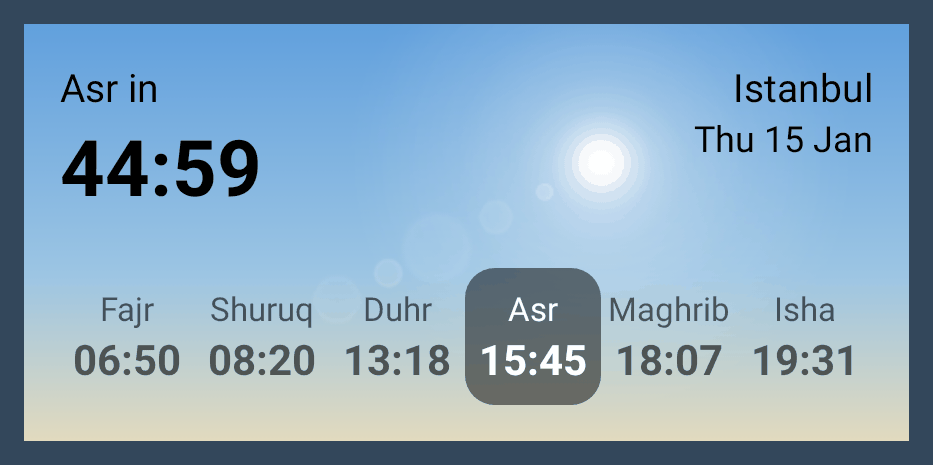 Asr in
44:59
Istanbul
Thu 15 Jan
Fajr Shuruq Duhr Asr Maghrib Isha
06:50 08:20 13:18 15:45 18:07 19:31